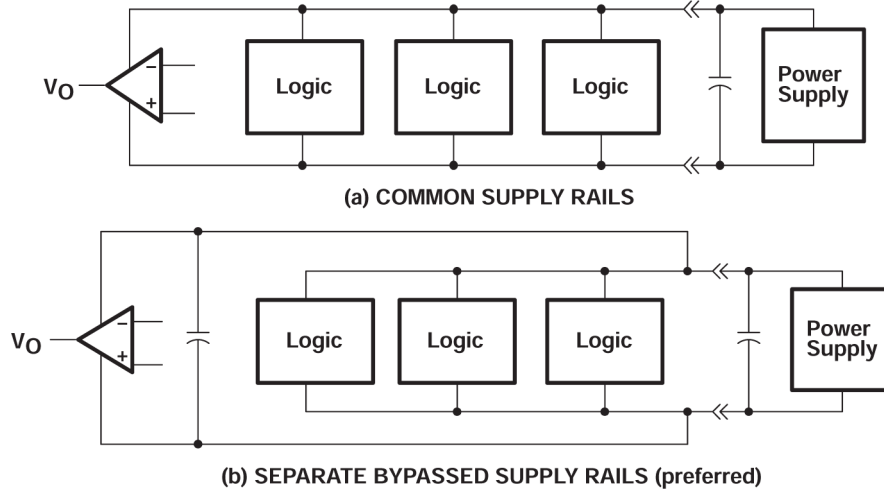 Vo
−
+
Logic
Logic
Logic
Power
Supply
(a) COMMON SUPPLY RAILS
Vo
−
+
Logic
Logic
Logic
Power
Supply
(b) SEPARATE BYPASSED SUPPLY RAILS (preferred)